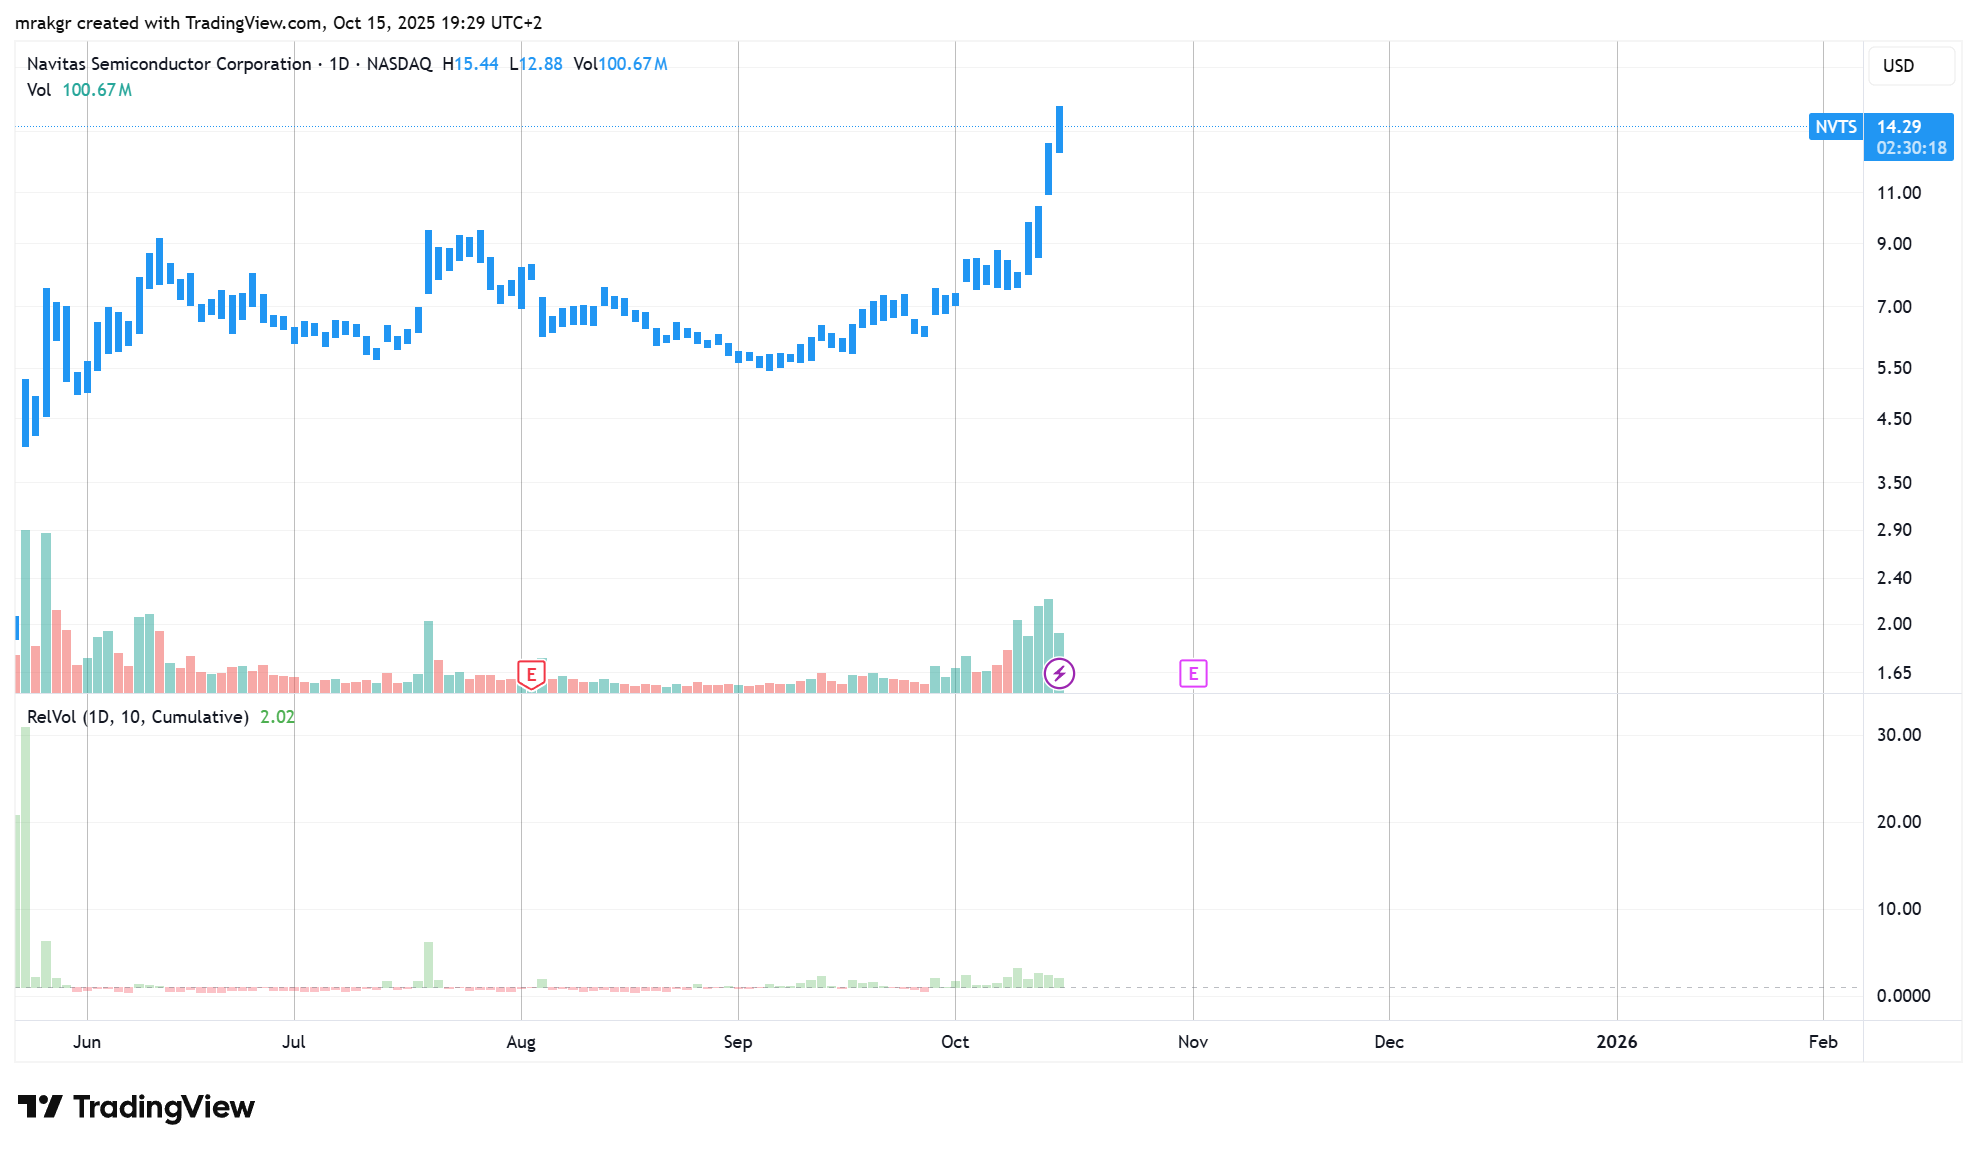 mrakgr created with TradingView.com, Oct 15, 2025 19:29 UTC+2
Navitas Semiconductor Corporation · 1D · NASDAQ H15.44 L12.88 Vol100.67 M
Vol 100.67 M
USD
NVTS 14.29
02:30:18
11.00
9.00
7.00
5.50
4.50
3.50
2.90
2.40
2.00
1.65
E
E
RelVol (1D, 10, Cumulative) 2.02
30.00
20.00
10.00
0.0000
Jun Jul Aug Sep Oct Nov Dec 2026 Feb
TradingView